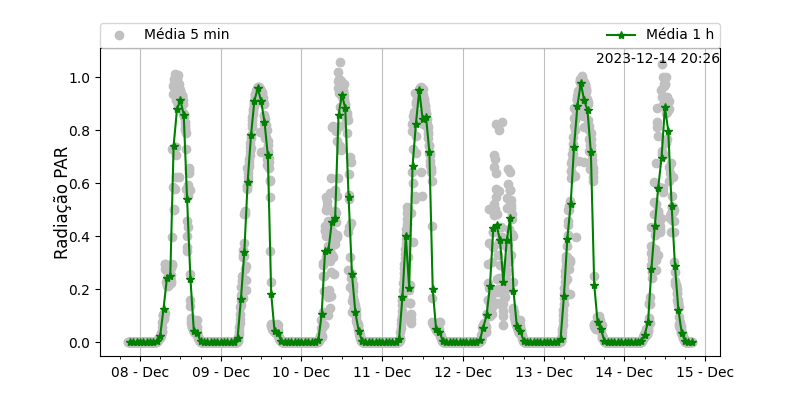 Média 5 min
Média 1 h
2023-12-14 20:26
Radiação PAR
1.0
0.8
0.6
0.4
0.2
0.0
08 - Dec
09 - Dec
10 - Dec
11 - Dec
12 - Dec
13 - Dec
14 - Dec
15 - Dec